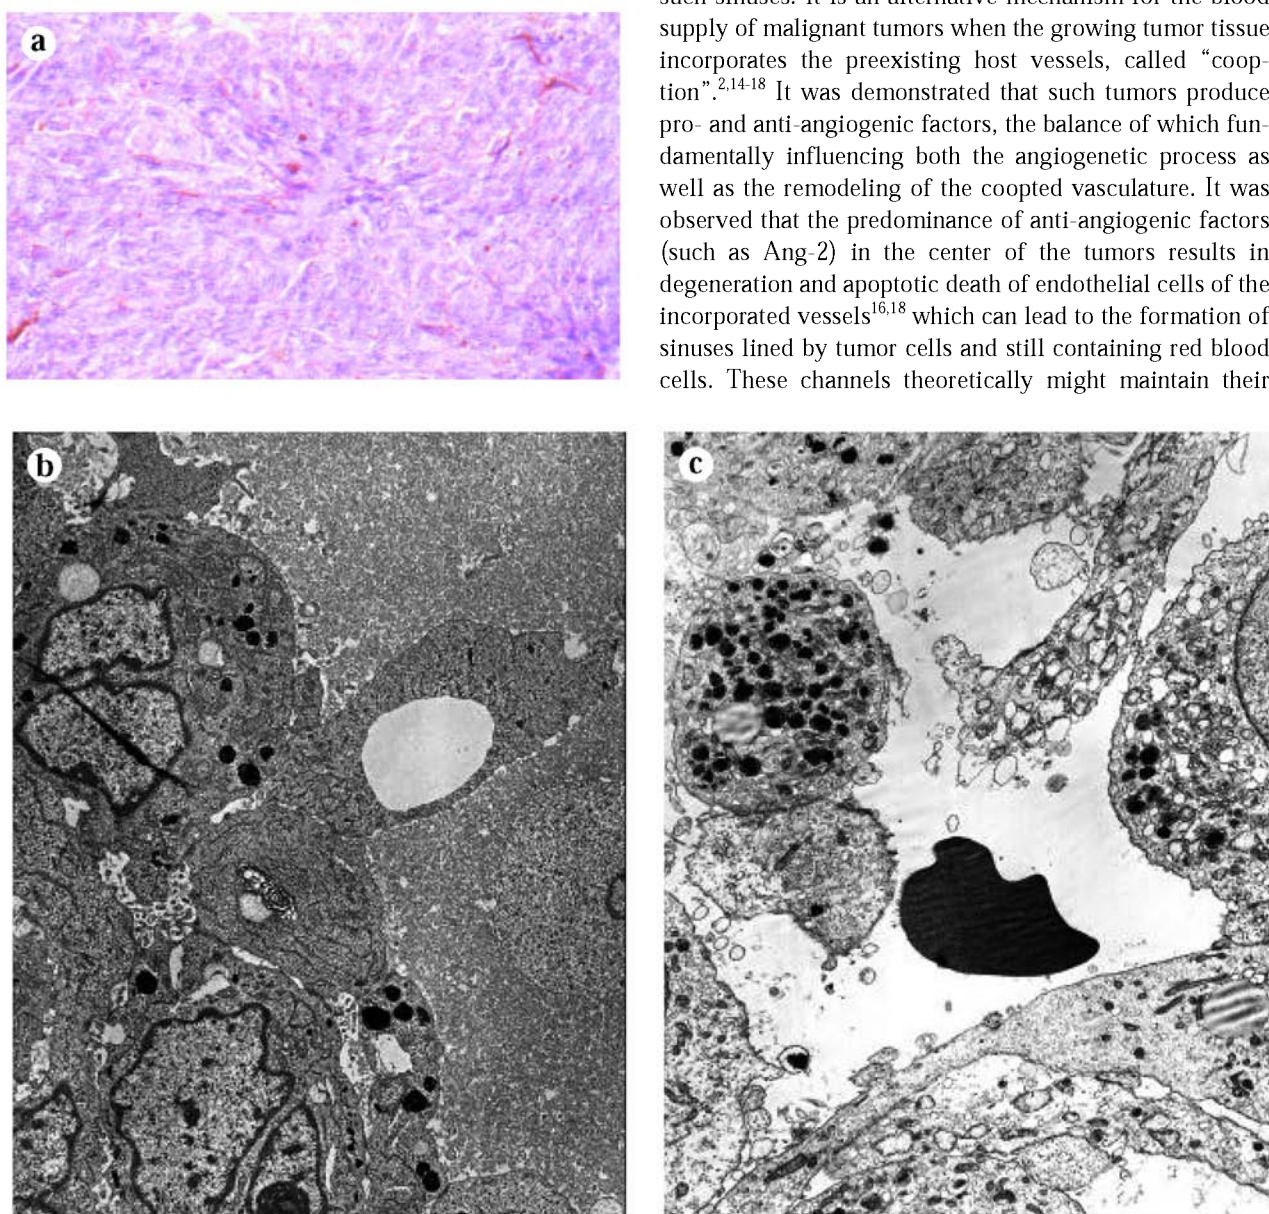 a
such sinuses. It is an alternative mechanism for the blood
supply of malignant tumors when the growing tumor tissue
incorporates the preexisting host vessels, called “coop-
tion”.2,14-18 It was demonstrated that such tumors produce
pro- and anti-angiogenic factors, the balance of which fun-
damentally influencing both the angiogenetic process as
well as the remodeling of the coopted vasculature. It was
observed that the predominance of anti-angiogenic factors
(such as Ang-2) in the center of the tumors results in
degeneration and apoptotic death of endothelial cells of the
incorporated vessels16,18 which can lead to the formation of
sinuses lined by tumor cells and still containing red blood
cells. These channels theoretically might maintain their
b
c